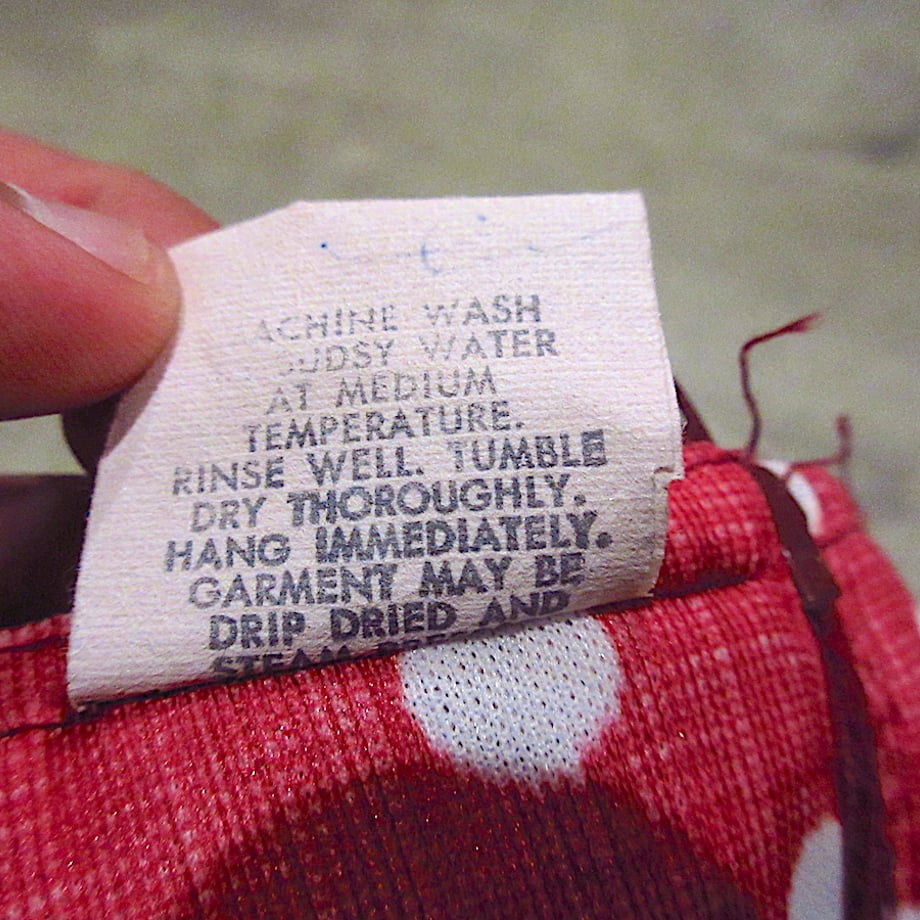 ACHINE WASH
UDSY WATER
AT MEDIUM
TEMPERATURE.
RINSE WELL. TUMBLE
DRY THOROUGHLY.
HANG IMMEDIATELY.
GARMENT MAY BE
DRIP DRIED AND
STEAM